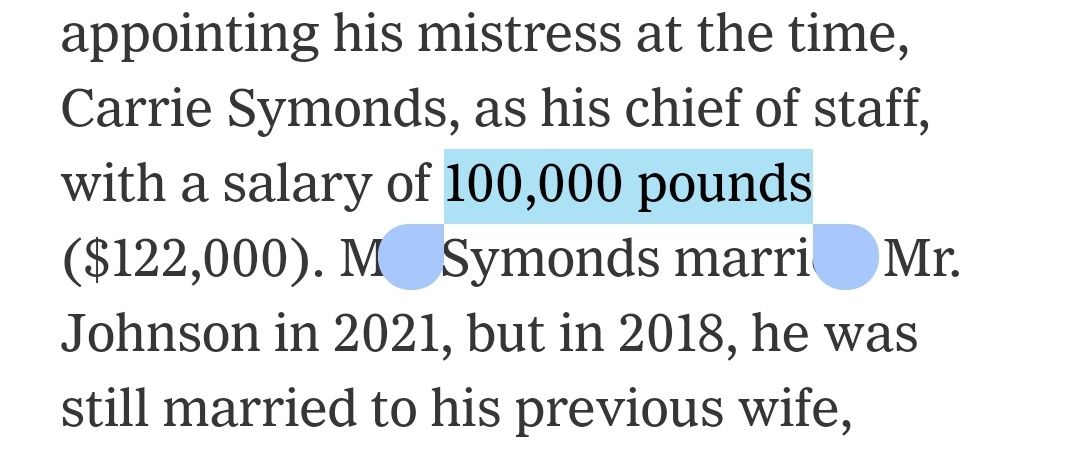 appointing his mistress at the time,
Carrie Symonds, as his chief of staff,
with a salary of 100,000 pounds
($122,000). Symonds Mr.
Johnson in 2021, but in 2018, he was
still married to his previous wife,